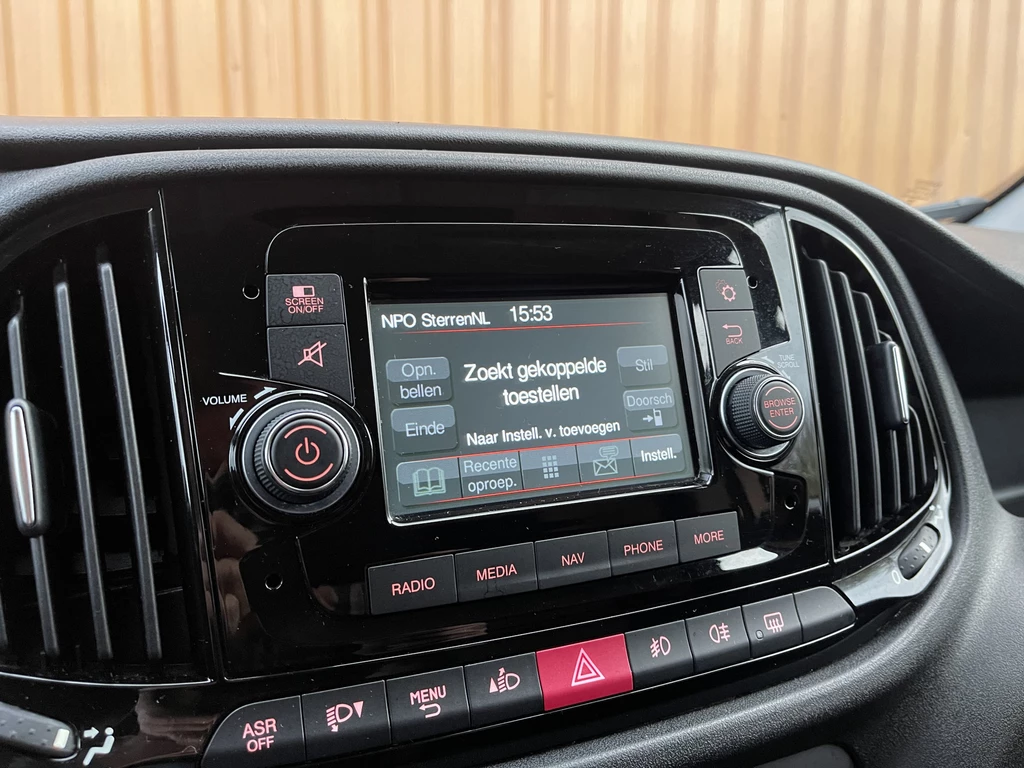 SCREEN
ON/OFF
VOLUME
NPO SterrenNL 15:53
Opn.
bellen
Zoekt gekoppelde
toestellen
Stil
Einde
Doorsch
Naar Instell. v. toevoegen
Recente
oproep.
Instell.
BACK
TUNE
SCROLL
BROWSE
ENTER
RADIO
MEDIA
NAV
PHONE
MORE
ASR
OFF
MENU
0